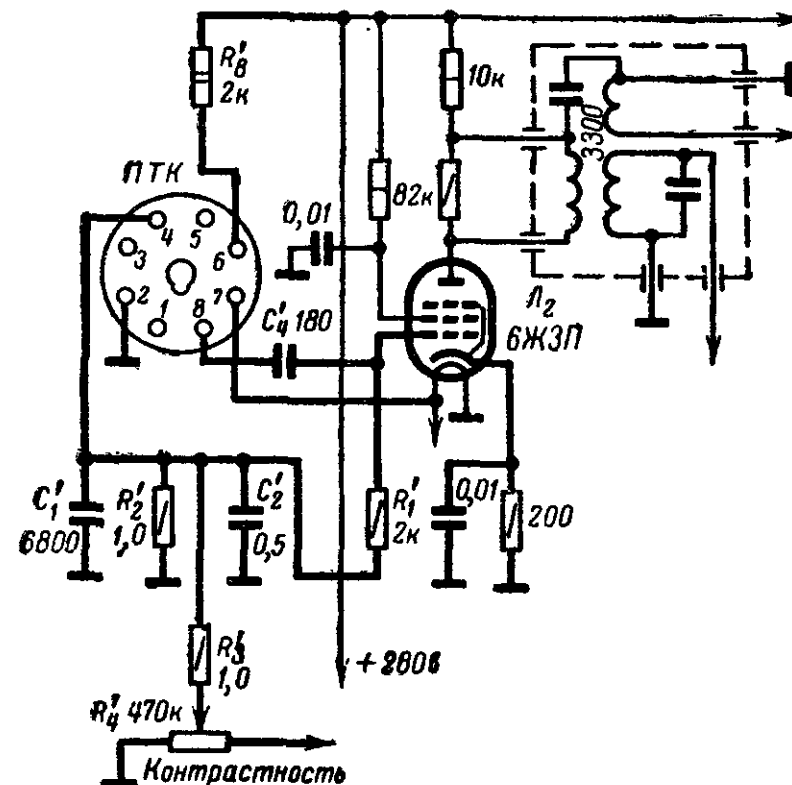 R'8
2к
10к
3300
ПТК
0,01
82к
4
5
3
6
2
7
1
8
C'4 180
Л2
6Ж3П
C'1
6800
R'2
1,0
C'2
0,5
R'1
2к
0,01
200
R'3
1,0
+280в
R'4 470к
Контрастность